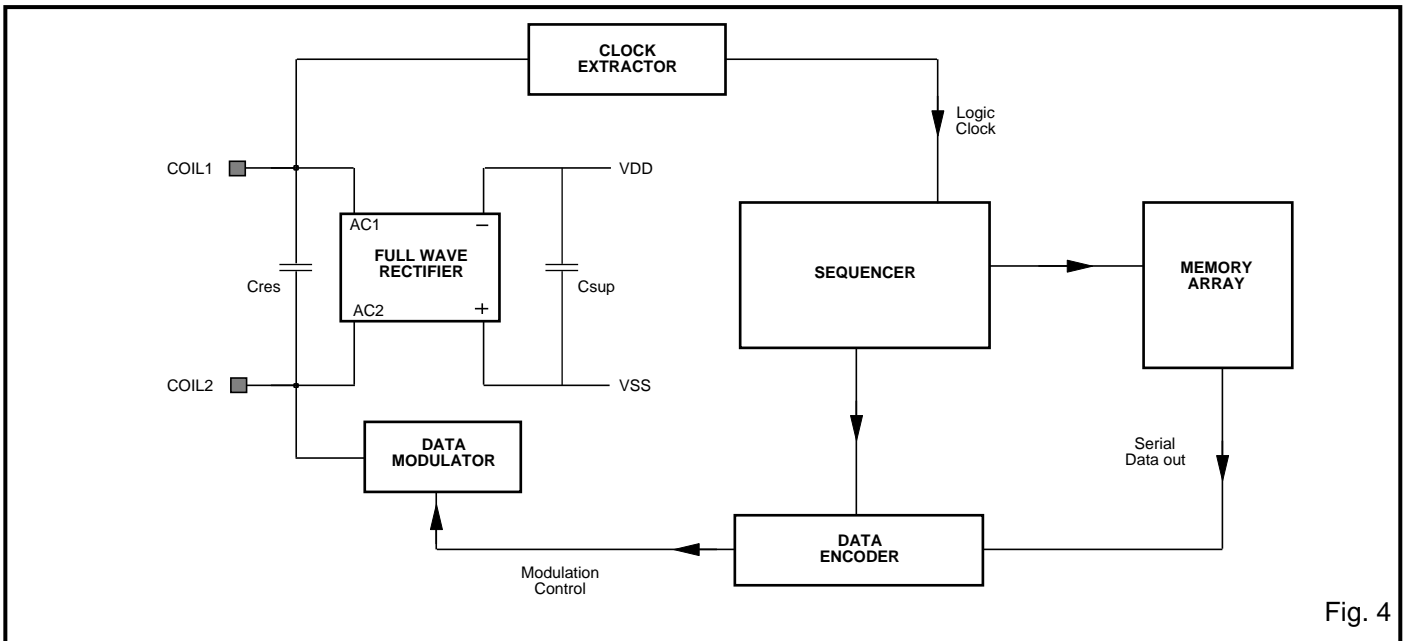 CLOCK
EXTRACTOR
Logic
Clock
COIL1
VDD
AC1
−
FULL WAVE
RECTIFIER
Cres
Csup
SEQUENCER
MEMORY
ARRAY
AC2
+
COIL2
VSS
DATA
MODULATOR
Serial
Data out
DATA
ENCODER
Modulation
Control
Fig. 4